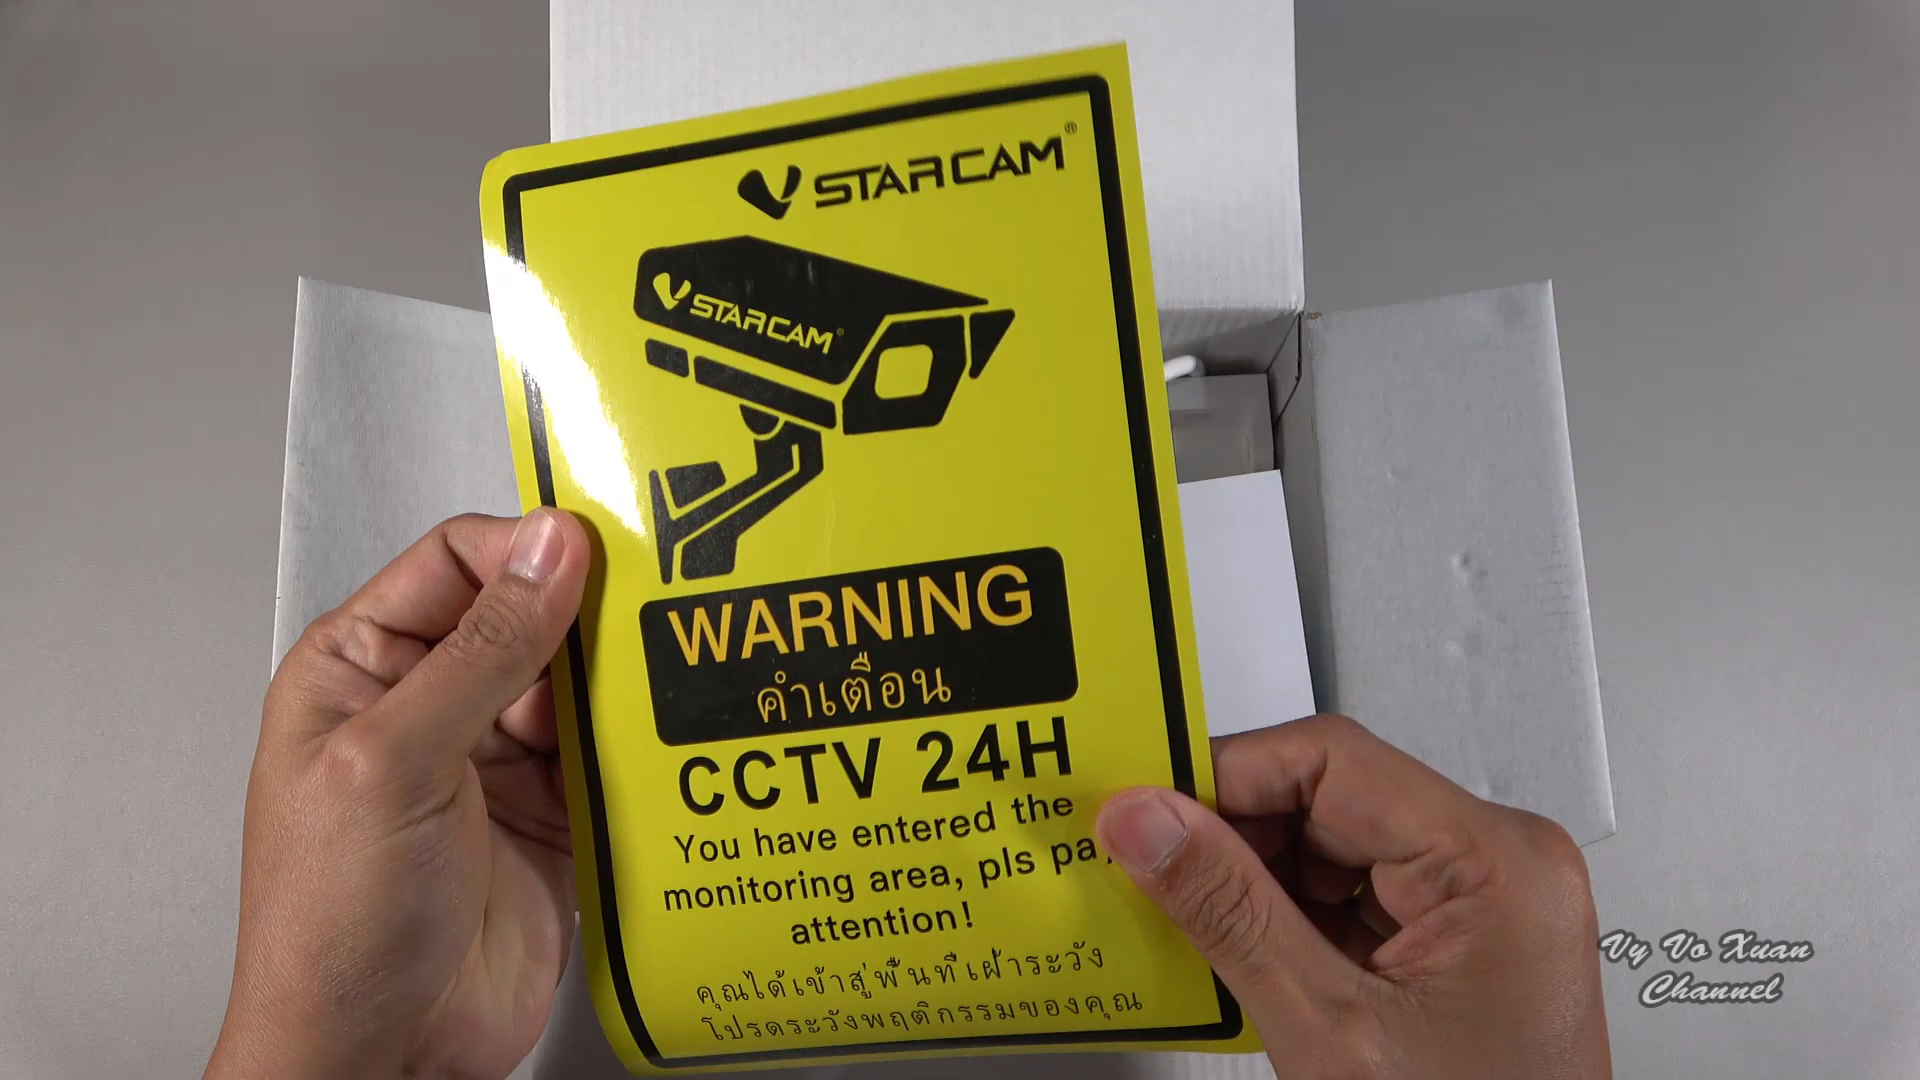 VSTARCAM®
VSTARCAM®
WARNING
คำเตือน
CCTV 24H
You have entered the
monitoring area, pls pay
attention!
คุณได้เข้าสู่พื้นที่เฝ้าระวัง
โปรดระวังพฤติกรรมของคุณ
Vy Vo Xuan
Channel